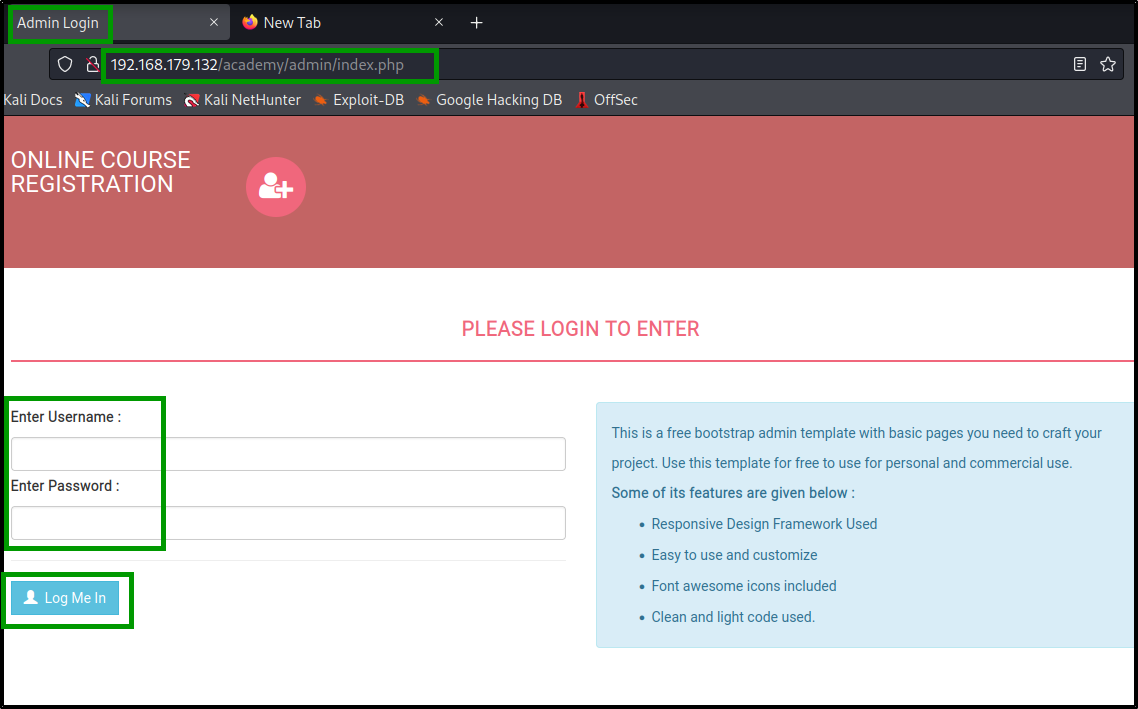 Admin Login
New Tab
192.168.179.132/academy/admin/index.php
Kali Docs
Kali Forums
Kali NetHunter
Exploit-DB
Google Hacking DB
OffSec
ONLINE COURSE
REGISTRATION
PLEASE LOGIN TO ENTER
Enter Username :
Enter Password :
Log Me In
This is a free bootstrap admin template with basic pages you need to craft your
project. Use this template for free to use for personal and commercial use.
Some of its features are given below :
• Responsive Design Framework Used
• Easy to use and customize
• Font awesome icons included
• Clean and light code used.